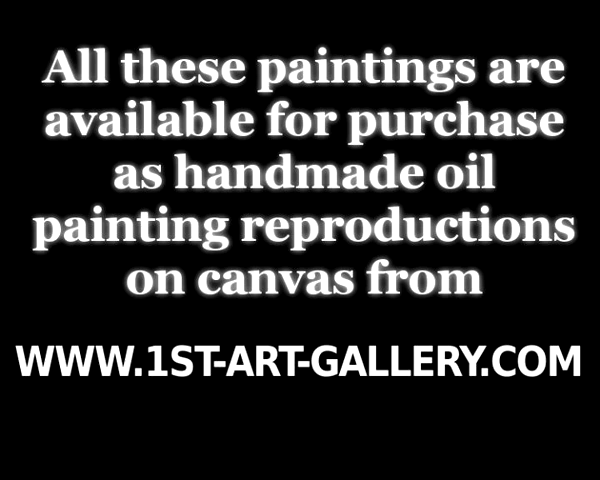 All these paintings are
available for purchase
as handmade oil
painting reproductions
on canvas from
WWW.1ST-ART-GALLERY.COM